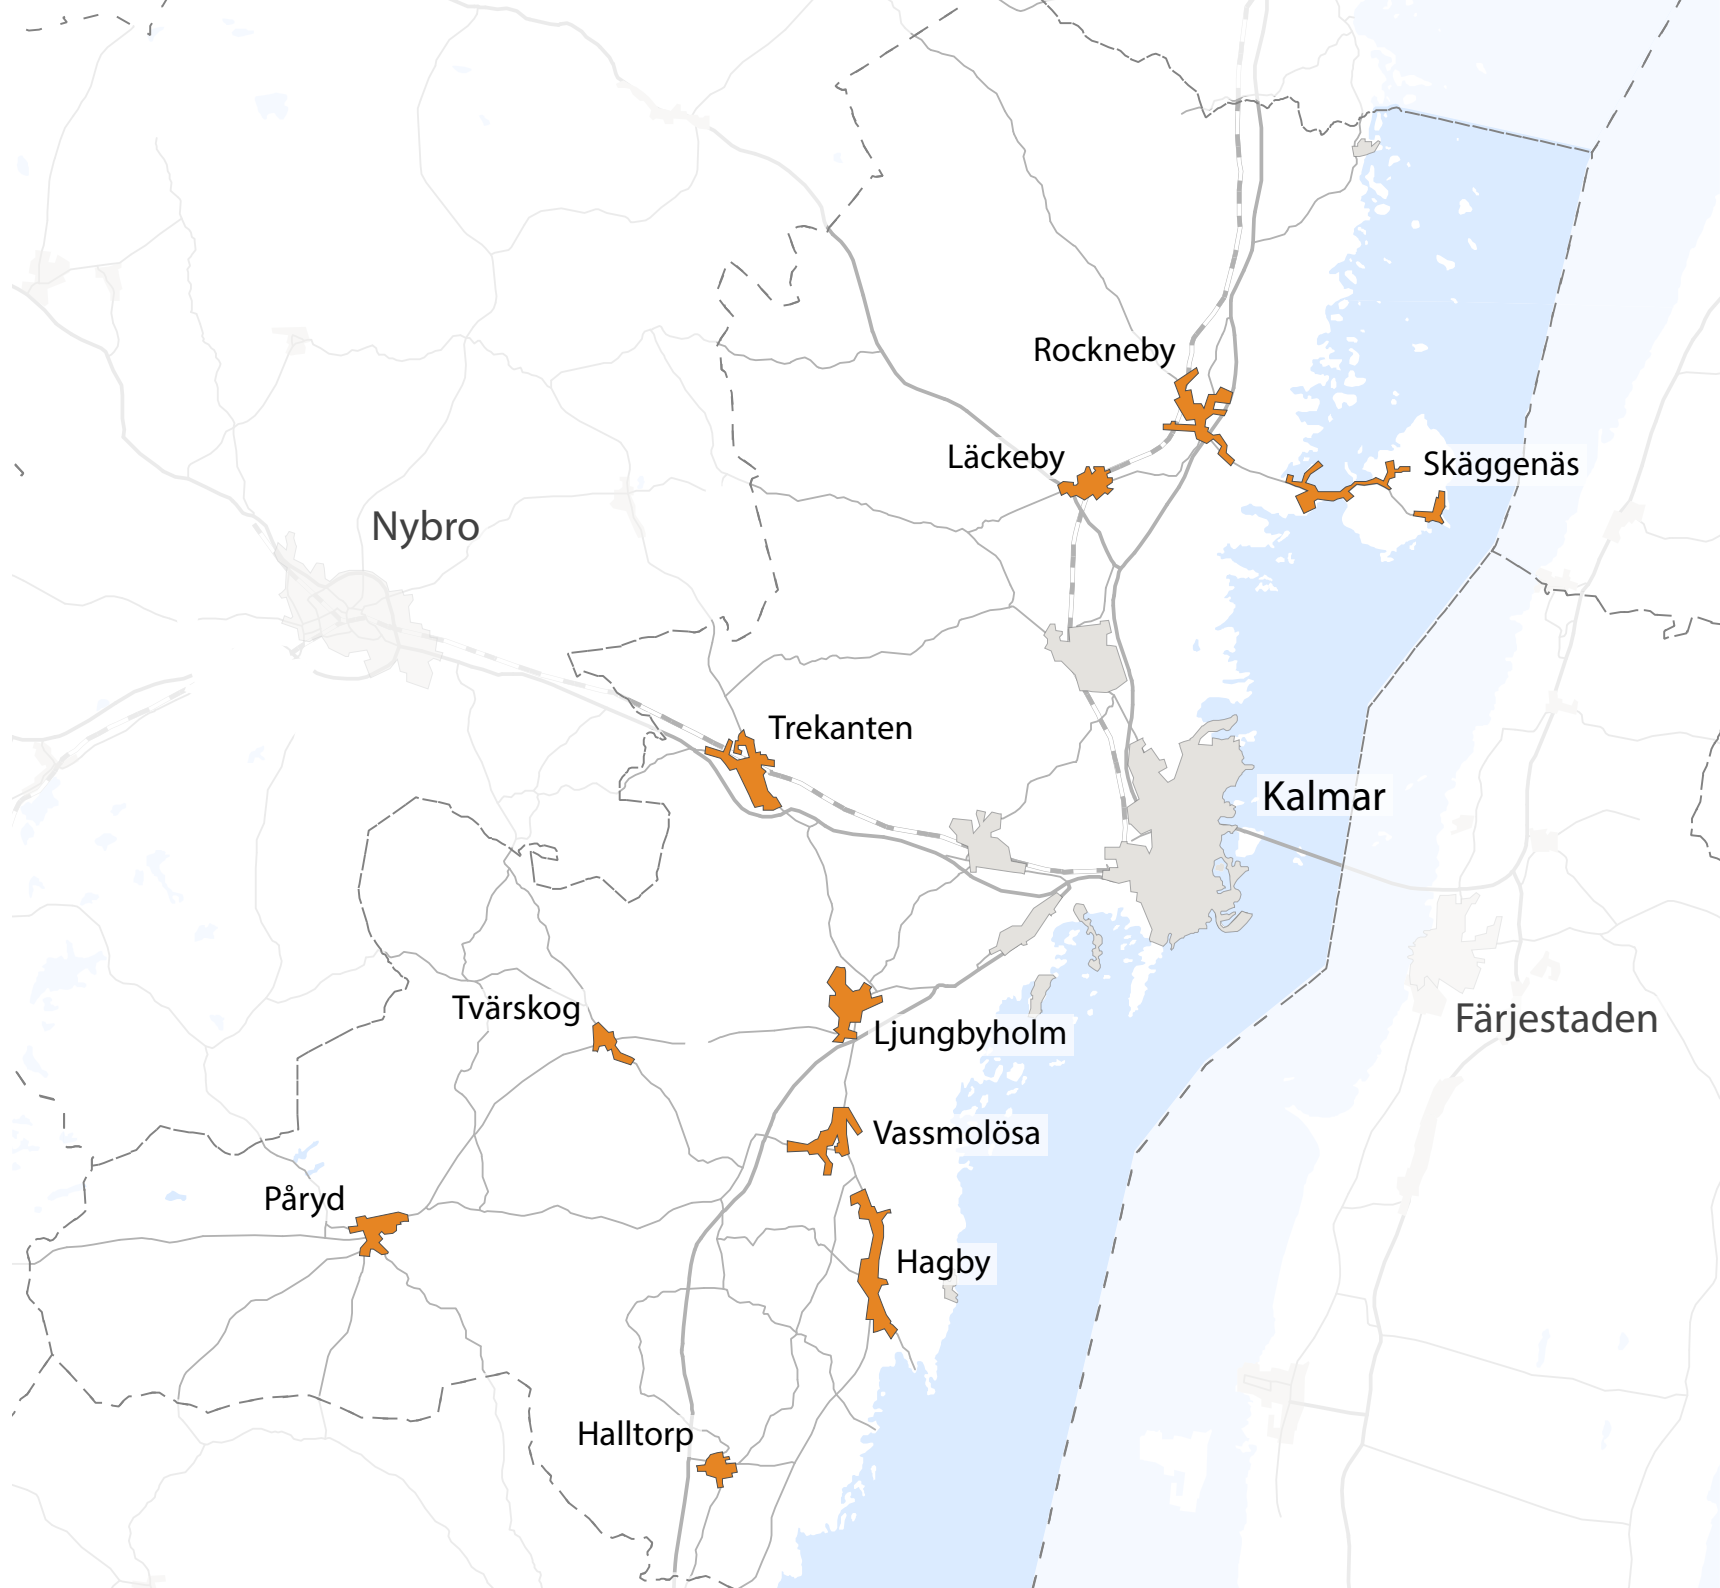 Rockneby
Läckeby
Skäggenäs
Nybro
Trekanten
Kalmar
Tvärskog
Ljungbyholm
Färjestaden
Vassmolösa
Påryd
Hagby
Halltorp